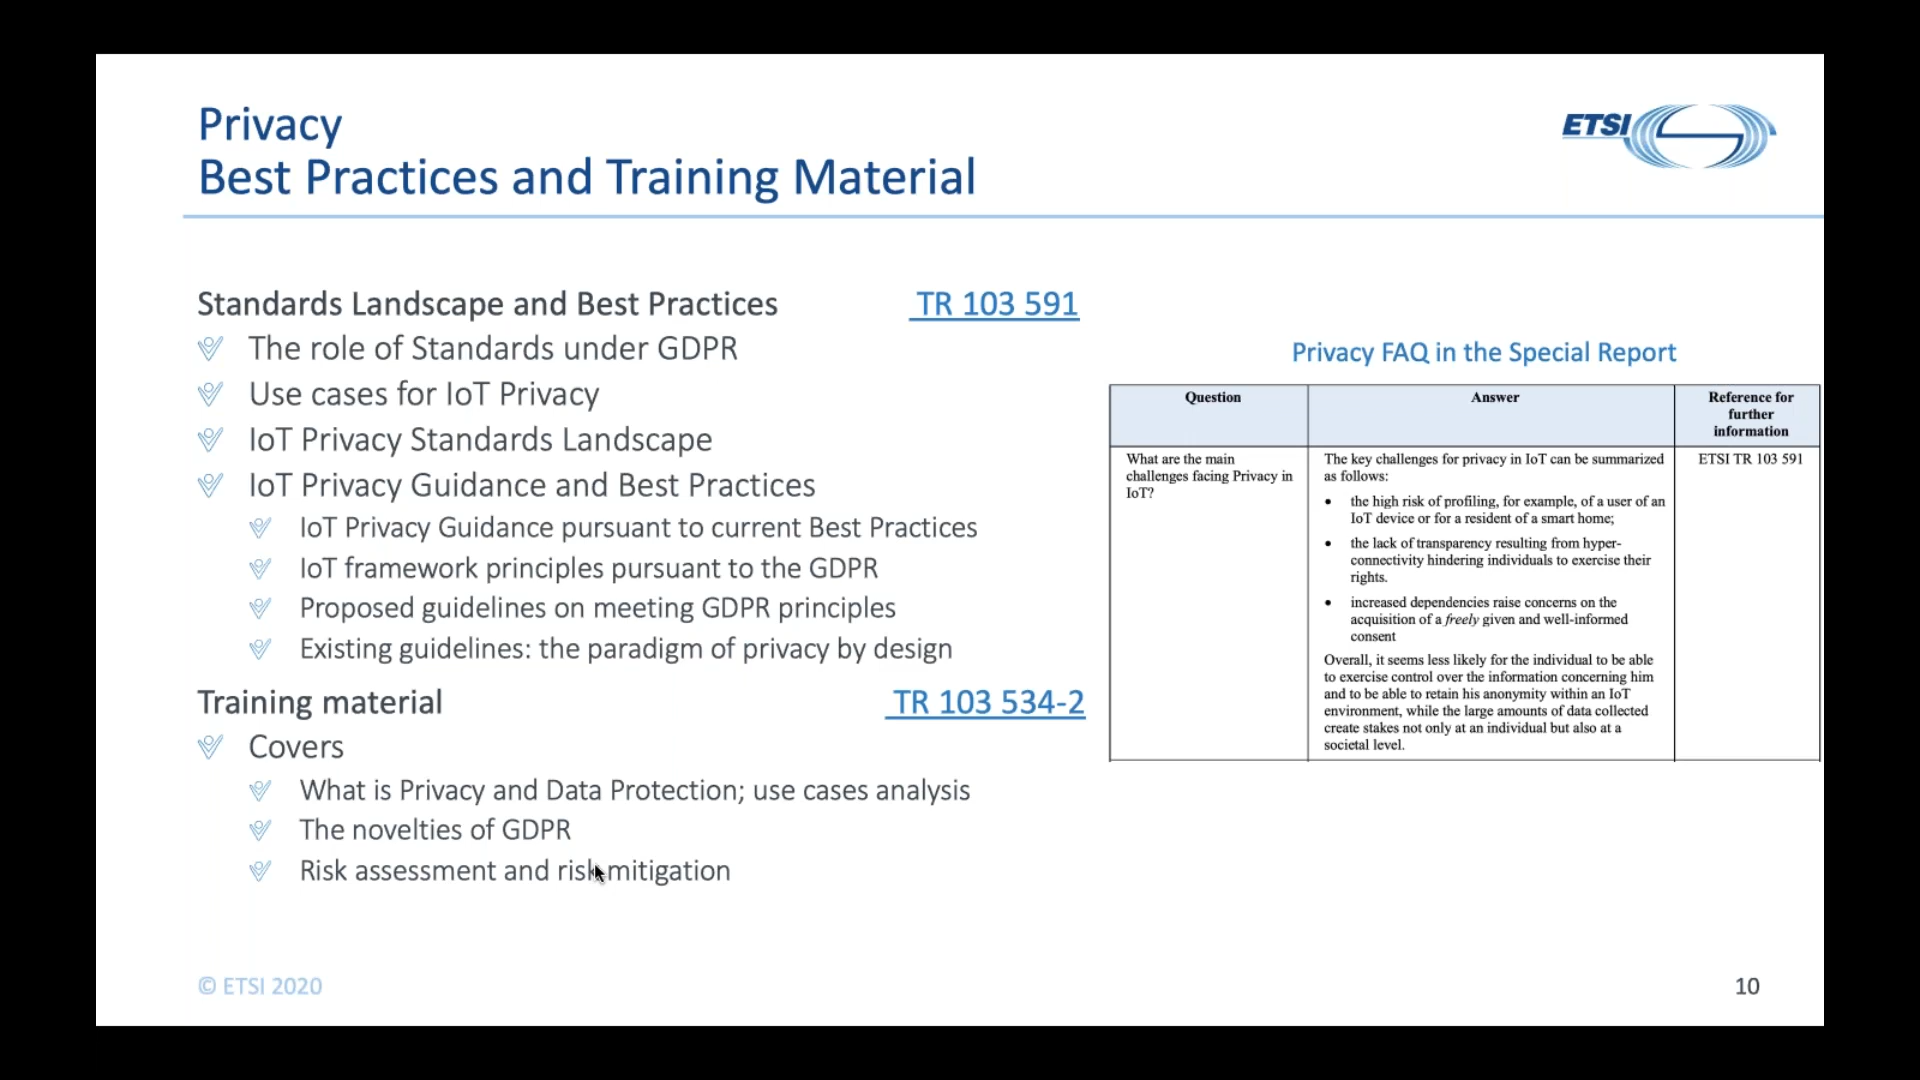 Privacy
Best Practices and Training Material
ETSI
Standards Landscape and Best Practices TR 103 591
The role of Standards under GDPR
Use cases for IoT Privacy
IoT Privacy Standards Landscape
IoT Privacy Guidance and Best Practices
IoT Privacy Guidance pursuant to current Best Practices
IoT framework principles pursuant to the GDPR
Proposed guidelines on meeting GDPR principles
Existing guidelines: the paradigm of privacy by design
Training material TR 103 534-2
Covers
What is Privacy and Data Protection; use cases analysis
The novelties of GDPR
Risk assessment and risk mitigation
Privacy FAQ in the Special Report
Question
Answer
Reference for
further
information
What are the main
challenges facing Privacy in
IoT?
The key challenges for privacy in IoT can be summarized
as follows:
• the high risk of profiling, for example, of a user of an
IoT device or for a resident of a smart home;
• the lack of transparency resulting from hyper-
connectivity hindering individuals to exercise their
rights.
• increased dependencies raise concerns on the
acquisition of a freely given and well-informed
consent
Overall, it seems less likely for the individual to be able
to exercise control over the information concerning him
and to be able to retain his anonymity within an IoT
environment, while the large amounts of data collected
create stakes not only at an individual but also at a
societal level.
ETSI TR 103 591
© ETSI 2020
10